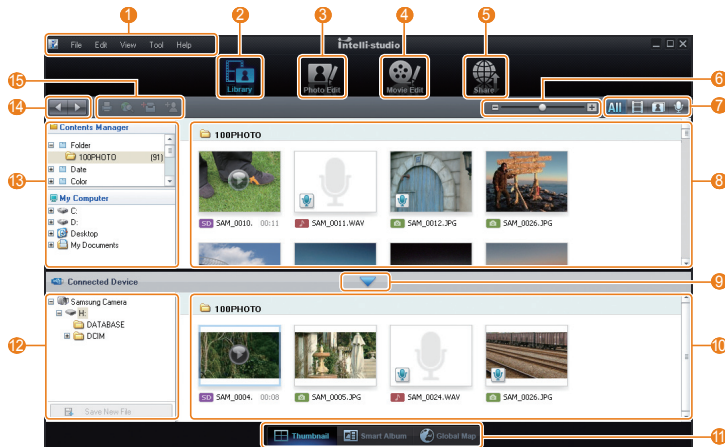 1
2
3
4
5
File Edit View Tool Help
intelli-studio
Library
Photo Edit
Movie Edit
Share
6
15
14
All
7
Contents Manager
Folder
100PHOTO (91)
Date
Color
13
My Computer
C:
D:
Desktop
My Documents
100PHOTO
SD SAM_0010. 00:11
SAM_0011.WAV
SAM_0012.JPG
SAM_0026.JPG
8
Connected Device
9
Samsung Camera
H:
DATABASE
DCIM
12
Save New File
100PHOTO
SD SAM_0004. 00:08
SAM_0005.JPG
SAM_0024.WAV
SAM_0026.JPG
10
Thumbnail
Smart Album
Global Map
11